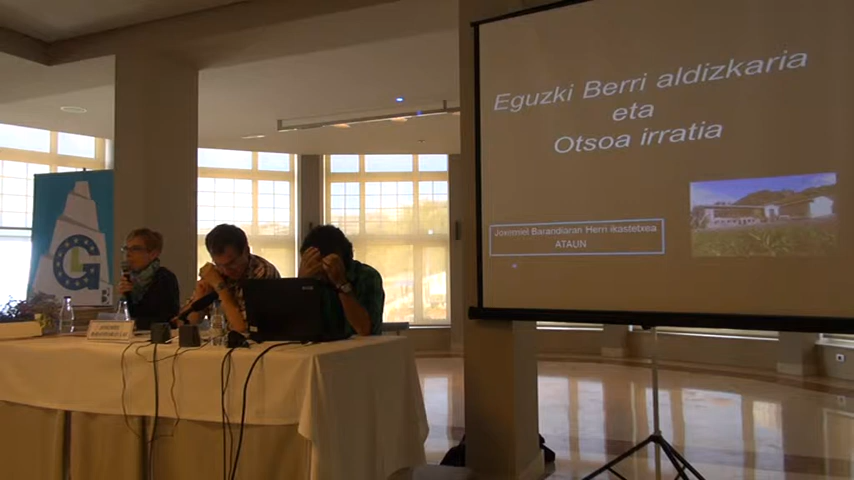 Eguzki Berri aldizkaria
eta
Otsoa irratia
Joxemiel Barandiaran Herri ikastetxea
ATAUN